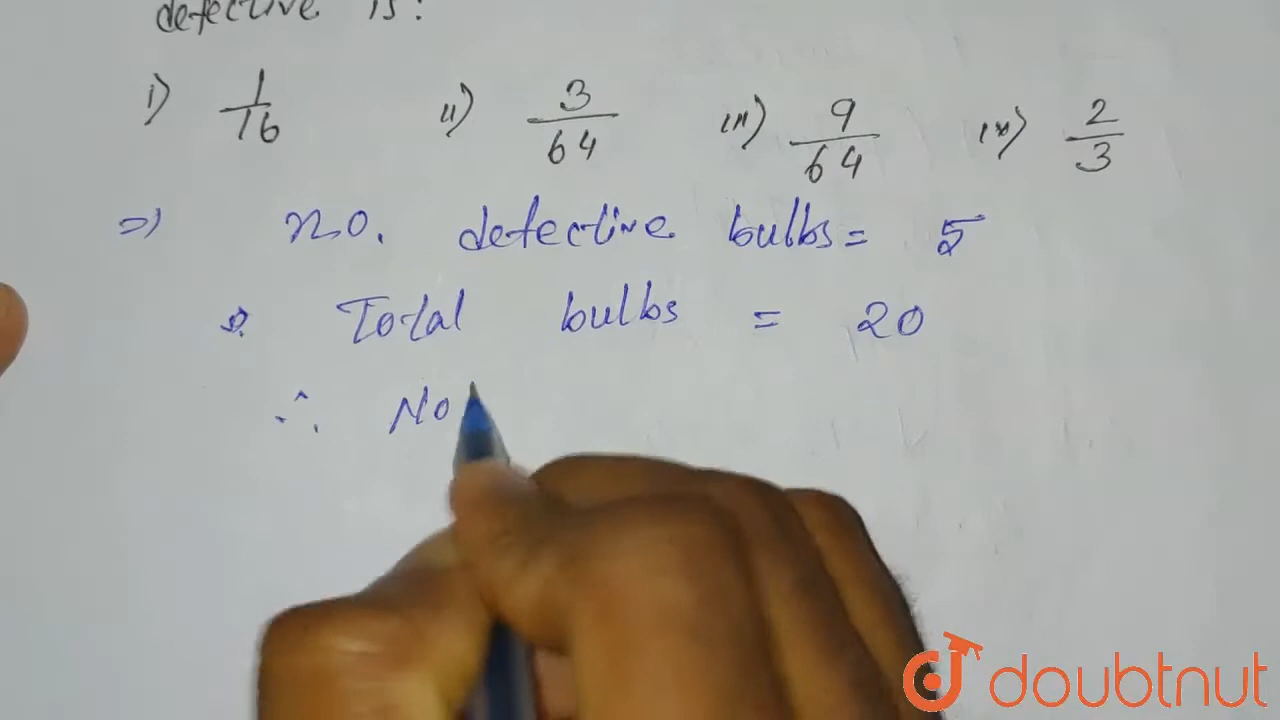 defective is:
i) 1/16 ii) 3/64 iii) 9/64 iv) 2/3
=) no. defective bulbs = 5
Total bulbs = 20
∴ No
doubtnut